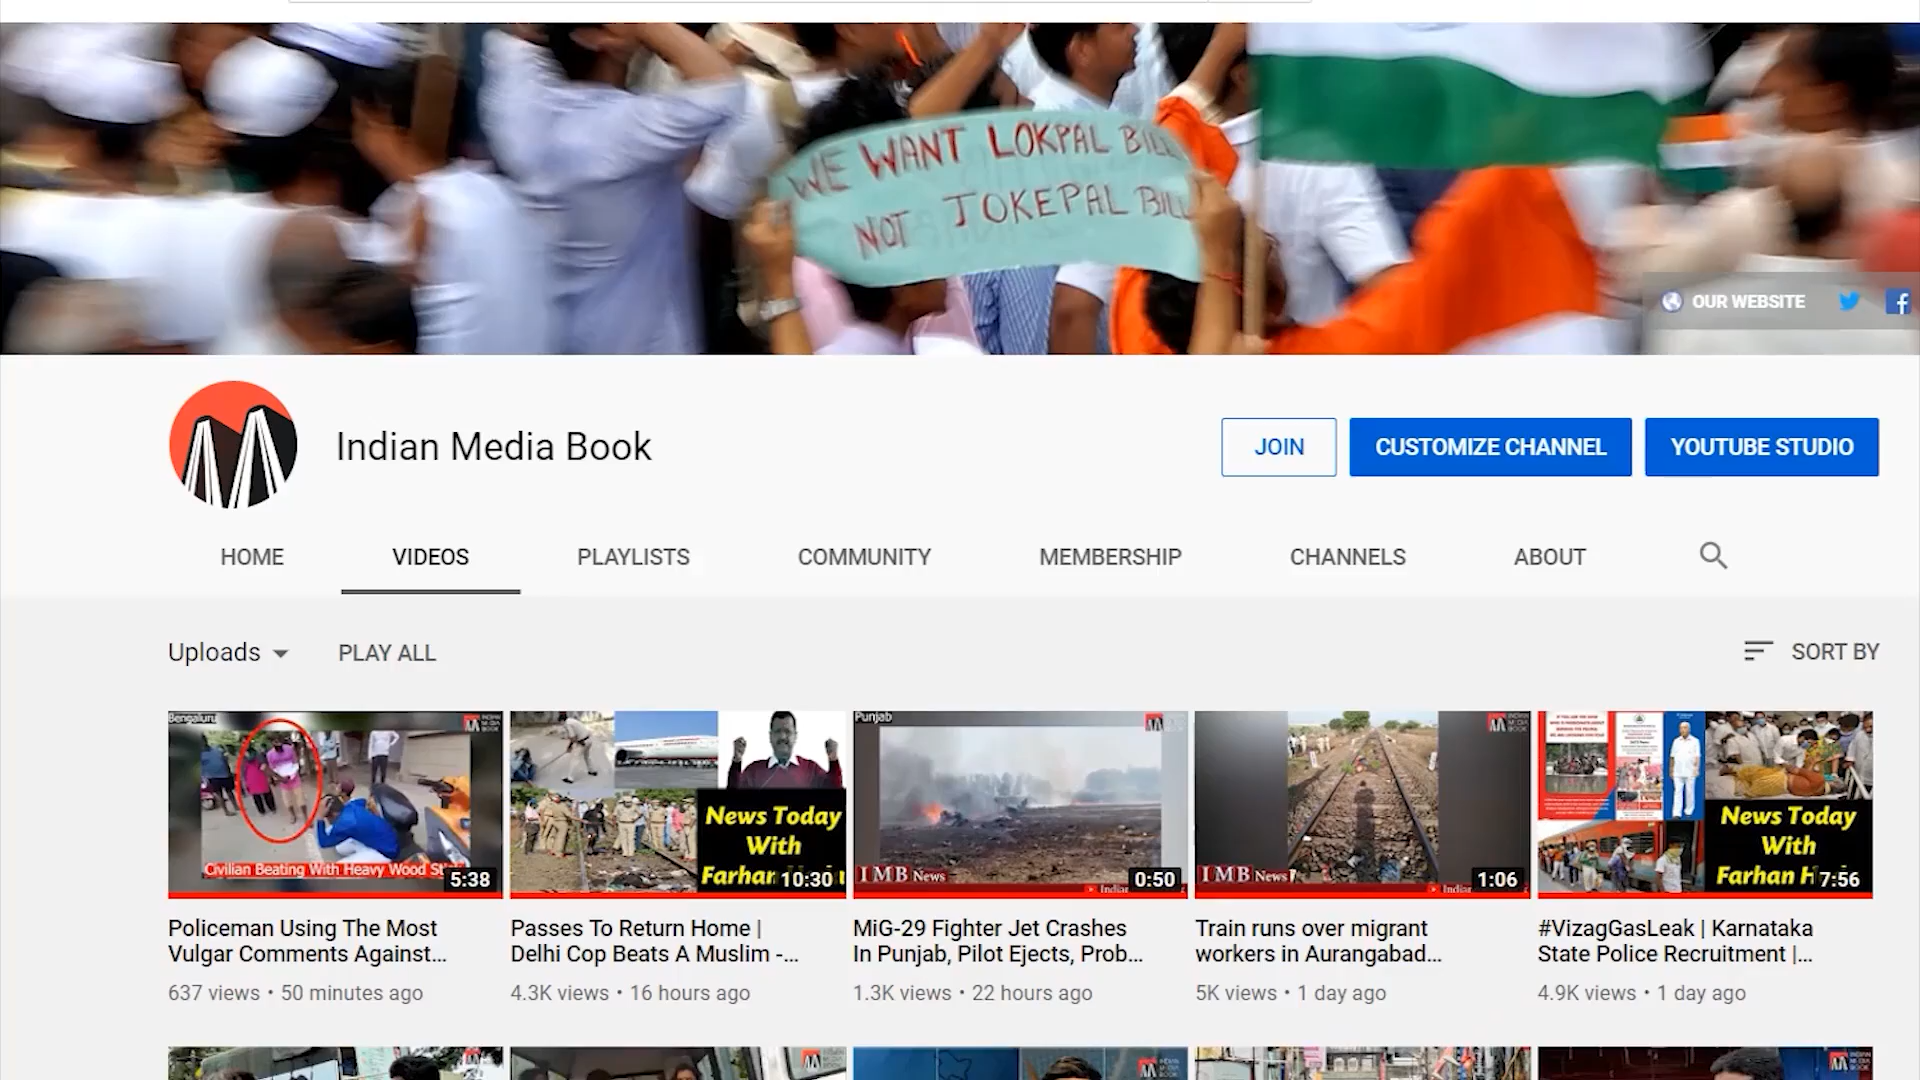 WE WANT LOKPAL BILL
NOT JOKEPAL BILL
OUR WEBSITE
Indian Media Book
JOIN
CUSTOMIZE CHANNEL
YOUTUBE STUDIO
HOME
VIDEOS
PLAYLISTS
COMMUNITY
MEMBERSHIP
CHANNELS
ABOUT
Uploads
PLAY ALL
SORT BY
Bengaluru
INDIAN MEDIA BOOK
Civilian Beating With Heavy Wood St
5:38
News Today
With
Farhan
10:30
Punjab
IMB News
0:50
IMB News
1:06
News Today
With
Farhan H
7:56
Policeman Using The Most
Vulgar Comments Against...
637 views • 50 minutes ago
Passes To Return Home |
Delhi Cop Beats A Muslim -...
4.3K views • 16 hours ago
MiG-29 Fighter Jet Crashes
In Punjab, Pilot Ejects, Prob...
1.3K views • 22 hours ago
Train runs over migrant
workers in Aurangabad...
5K views • 1 day ago
#VizagGasLeak | Karnataka
State Police Recruitment |...
4.9K views • 1 day ago